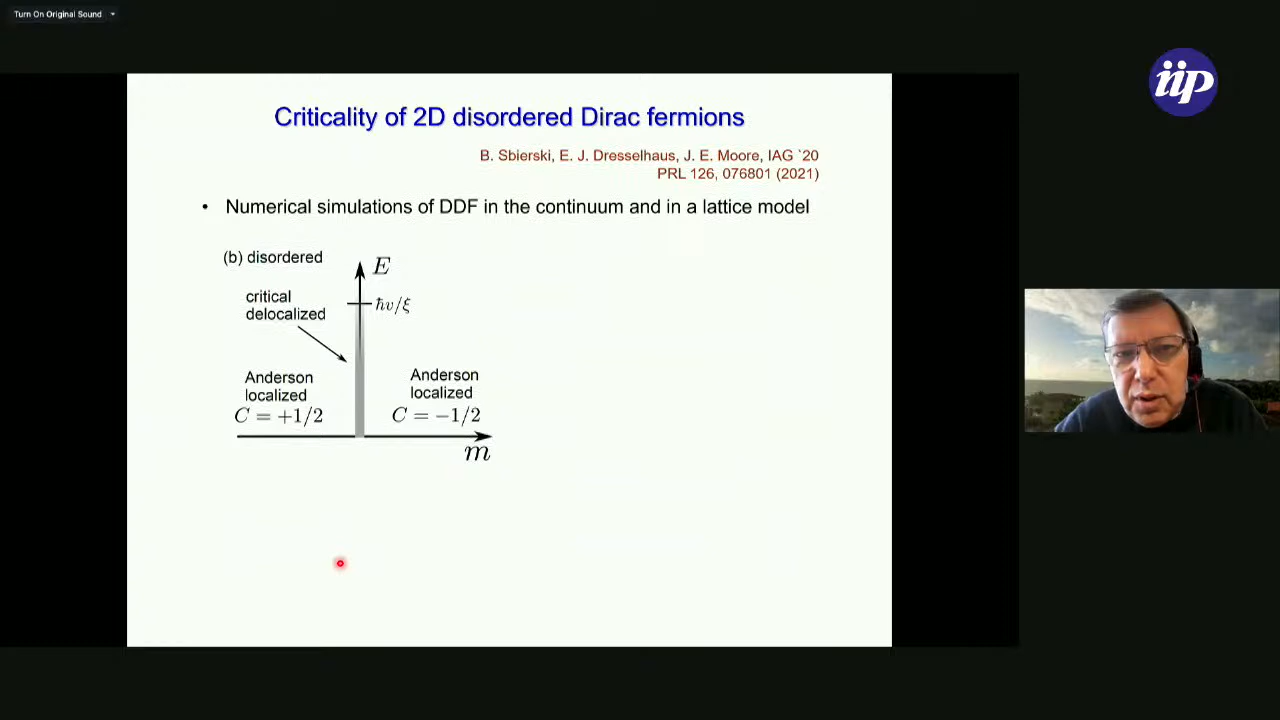 Turn On Original Sound
iip
Criticality of 2D disordered Dirac fermions
B. Sbierski, E. J. Dresselhaus, J. E. Moore, IAG `20
PRL 126, 076801 (2021)
• Numerical simulations of DDF in the continuum and in a lattice model
(b) disordered
E
critical
delocalized
ħv/ξ
Anderson
localized
C = +1/2
Anderson
localized
C = −1/2
m